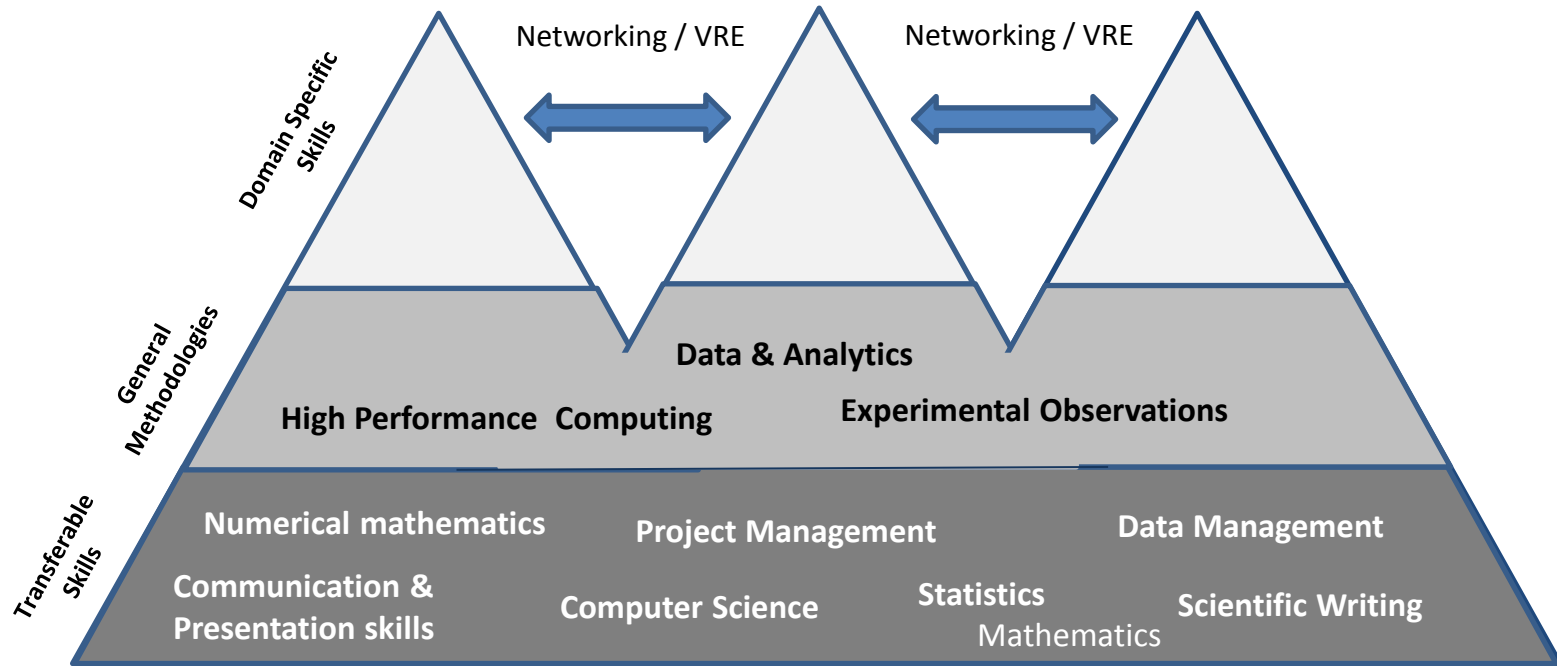 Networking / VRE
Networking / VRE
Domain Specific
Skills
General
Methodologies
Data & Analytics
High Performance Computing
Experimental Observations
Transferable
Skills
Numerical mathematics
Project Management
Data Management
Communication &
Presentation skills
Computer Science
Statistics
Mathematics
Scientific Writing